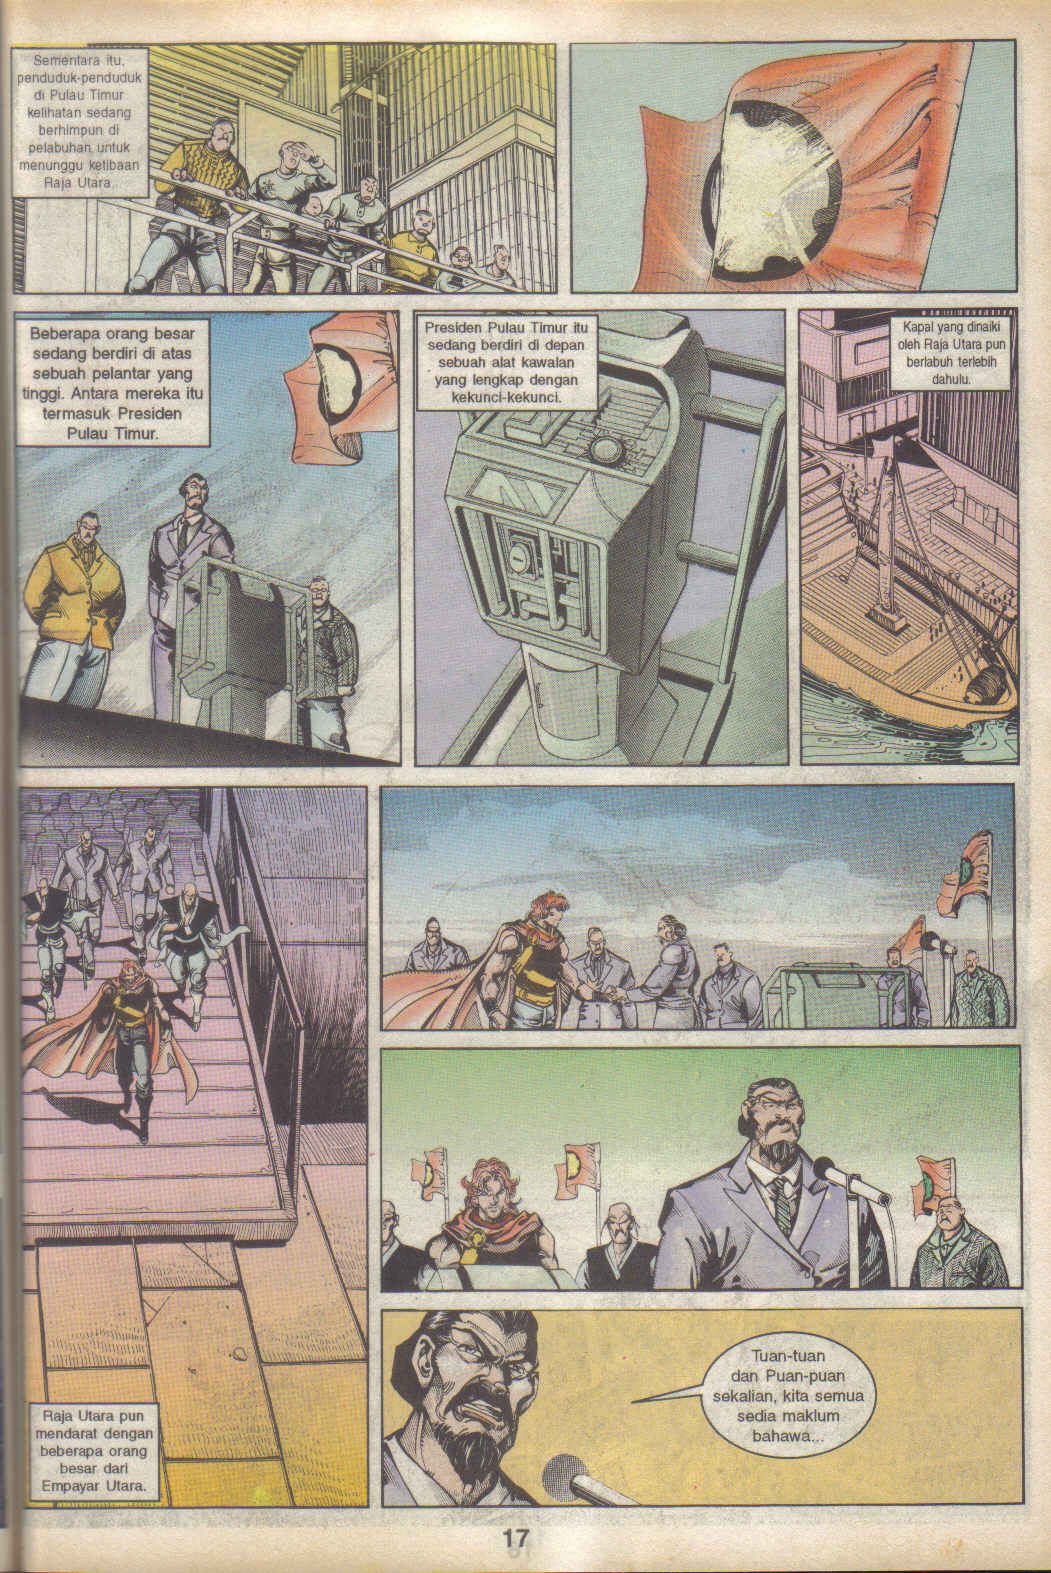 Sementara itu,
penduduk-penduduk
di Pulau Timur
kelihatan sedang
berhimpun di
pelabuhan untuk
menunggu ketibaan
Raja Utara.
Beberapa orang besar
sedang berdiri di atas
sebuah pelantar yang
tinggi. Antara mereka itu
termasuk Presiden
Pulau Timur.
Presiden Pulau Timur itu
sedang berdiri di depan
sebuah alat kawalan
yang lengkap dengan
kekunci-kekunci.
Kapal yang dinaiki
oleh Raja Utara pun
berlabuh terlebih
dahulu.
Raja Utara pun
mendarat dengan
beberapa orang
besar dari
Empayar Utara.
Tuan-tuan
dan Puan-puan
sekalian, kita semua
sedia maklum
bahawa...
17